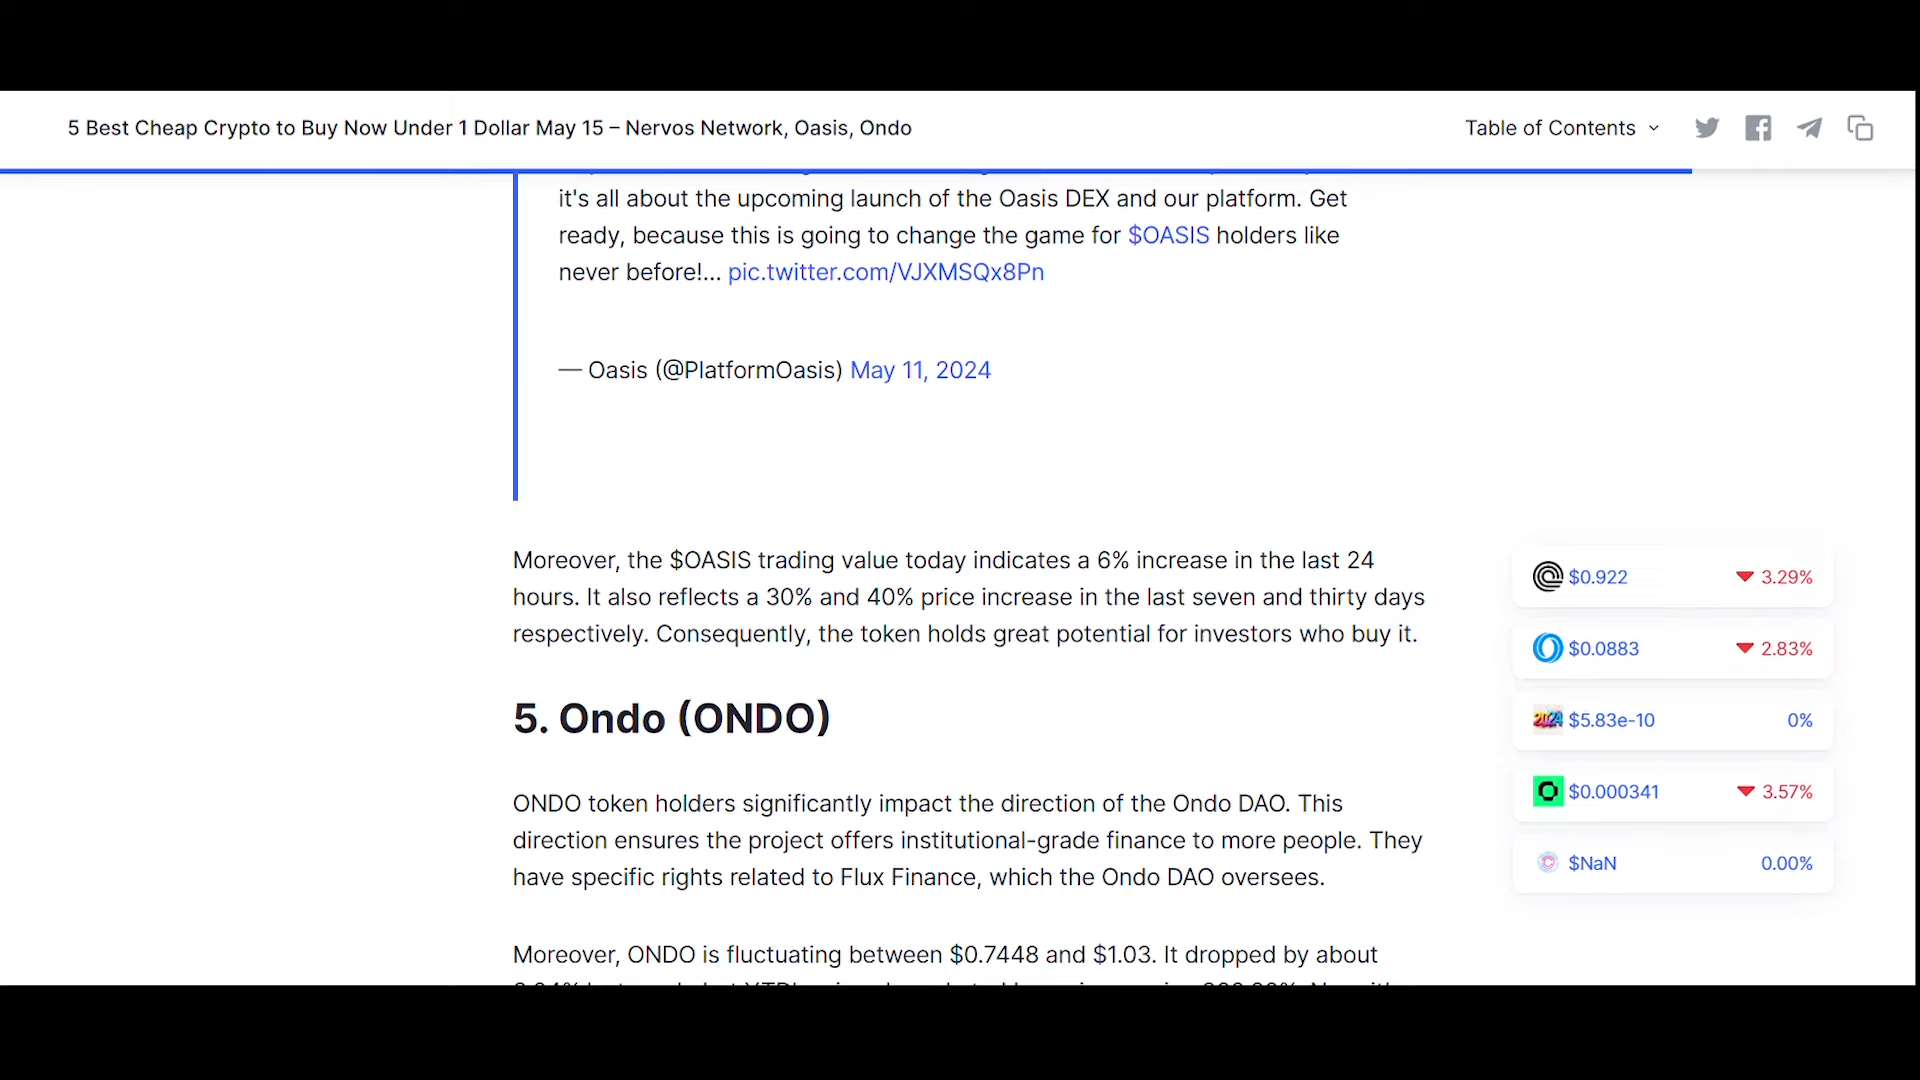 5 Best Cheap Crypto to Buy Now Under 1 Dollar May 15 – Nervos Network, Oasis, Ondo
Table of Contents
it's all about the upcoming launch of the Oasis DEX and our platform. Get
ready, because this is going to change the game for $OASIS holders like
never before!... pic.twitter.com/VJXMSQx8Pn
— Oasis (@PlatformOasis) May 11, 2024
Moreover, the $OASIS trading value today indicates a 6% increase in the last 24
hours. It also reflects a 30% and 40% price increase in the last seven and thirty days
respectively. Consequently, the token holds great potential for investors who buy it.
5. Ondo (ONDO)
ONDO token holders significantly impact the direction of the Ondo DAO. This
direction ensures the project offers institutional-grade finance to more people. They
have specific rights related to Flux Finance, which the Ondo DAO oversees.
Moreover, ONDO is fluctuating between $0.7448 and $1.03. It dropped by about
$0.922 3.29%
$0.0883 2.83%
2024 $5.83e-10 0%
$0.000341 3.57%
$NaN 0.00%